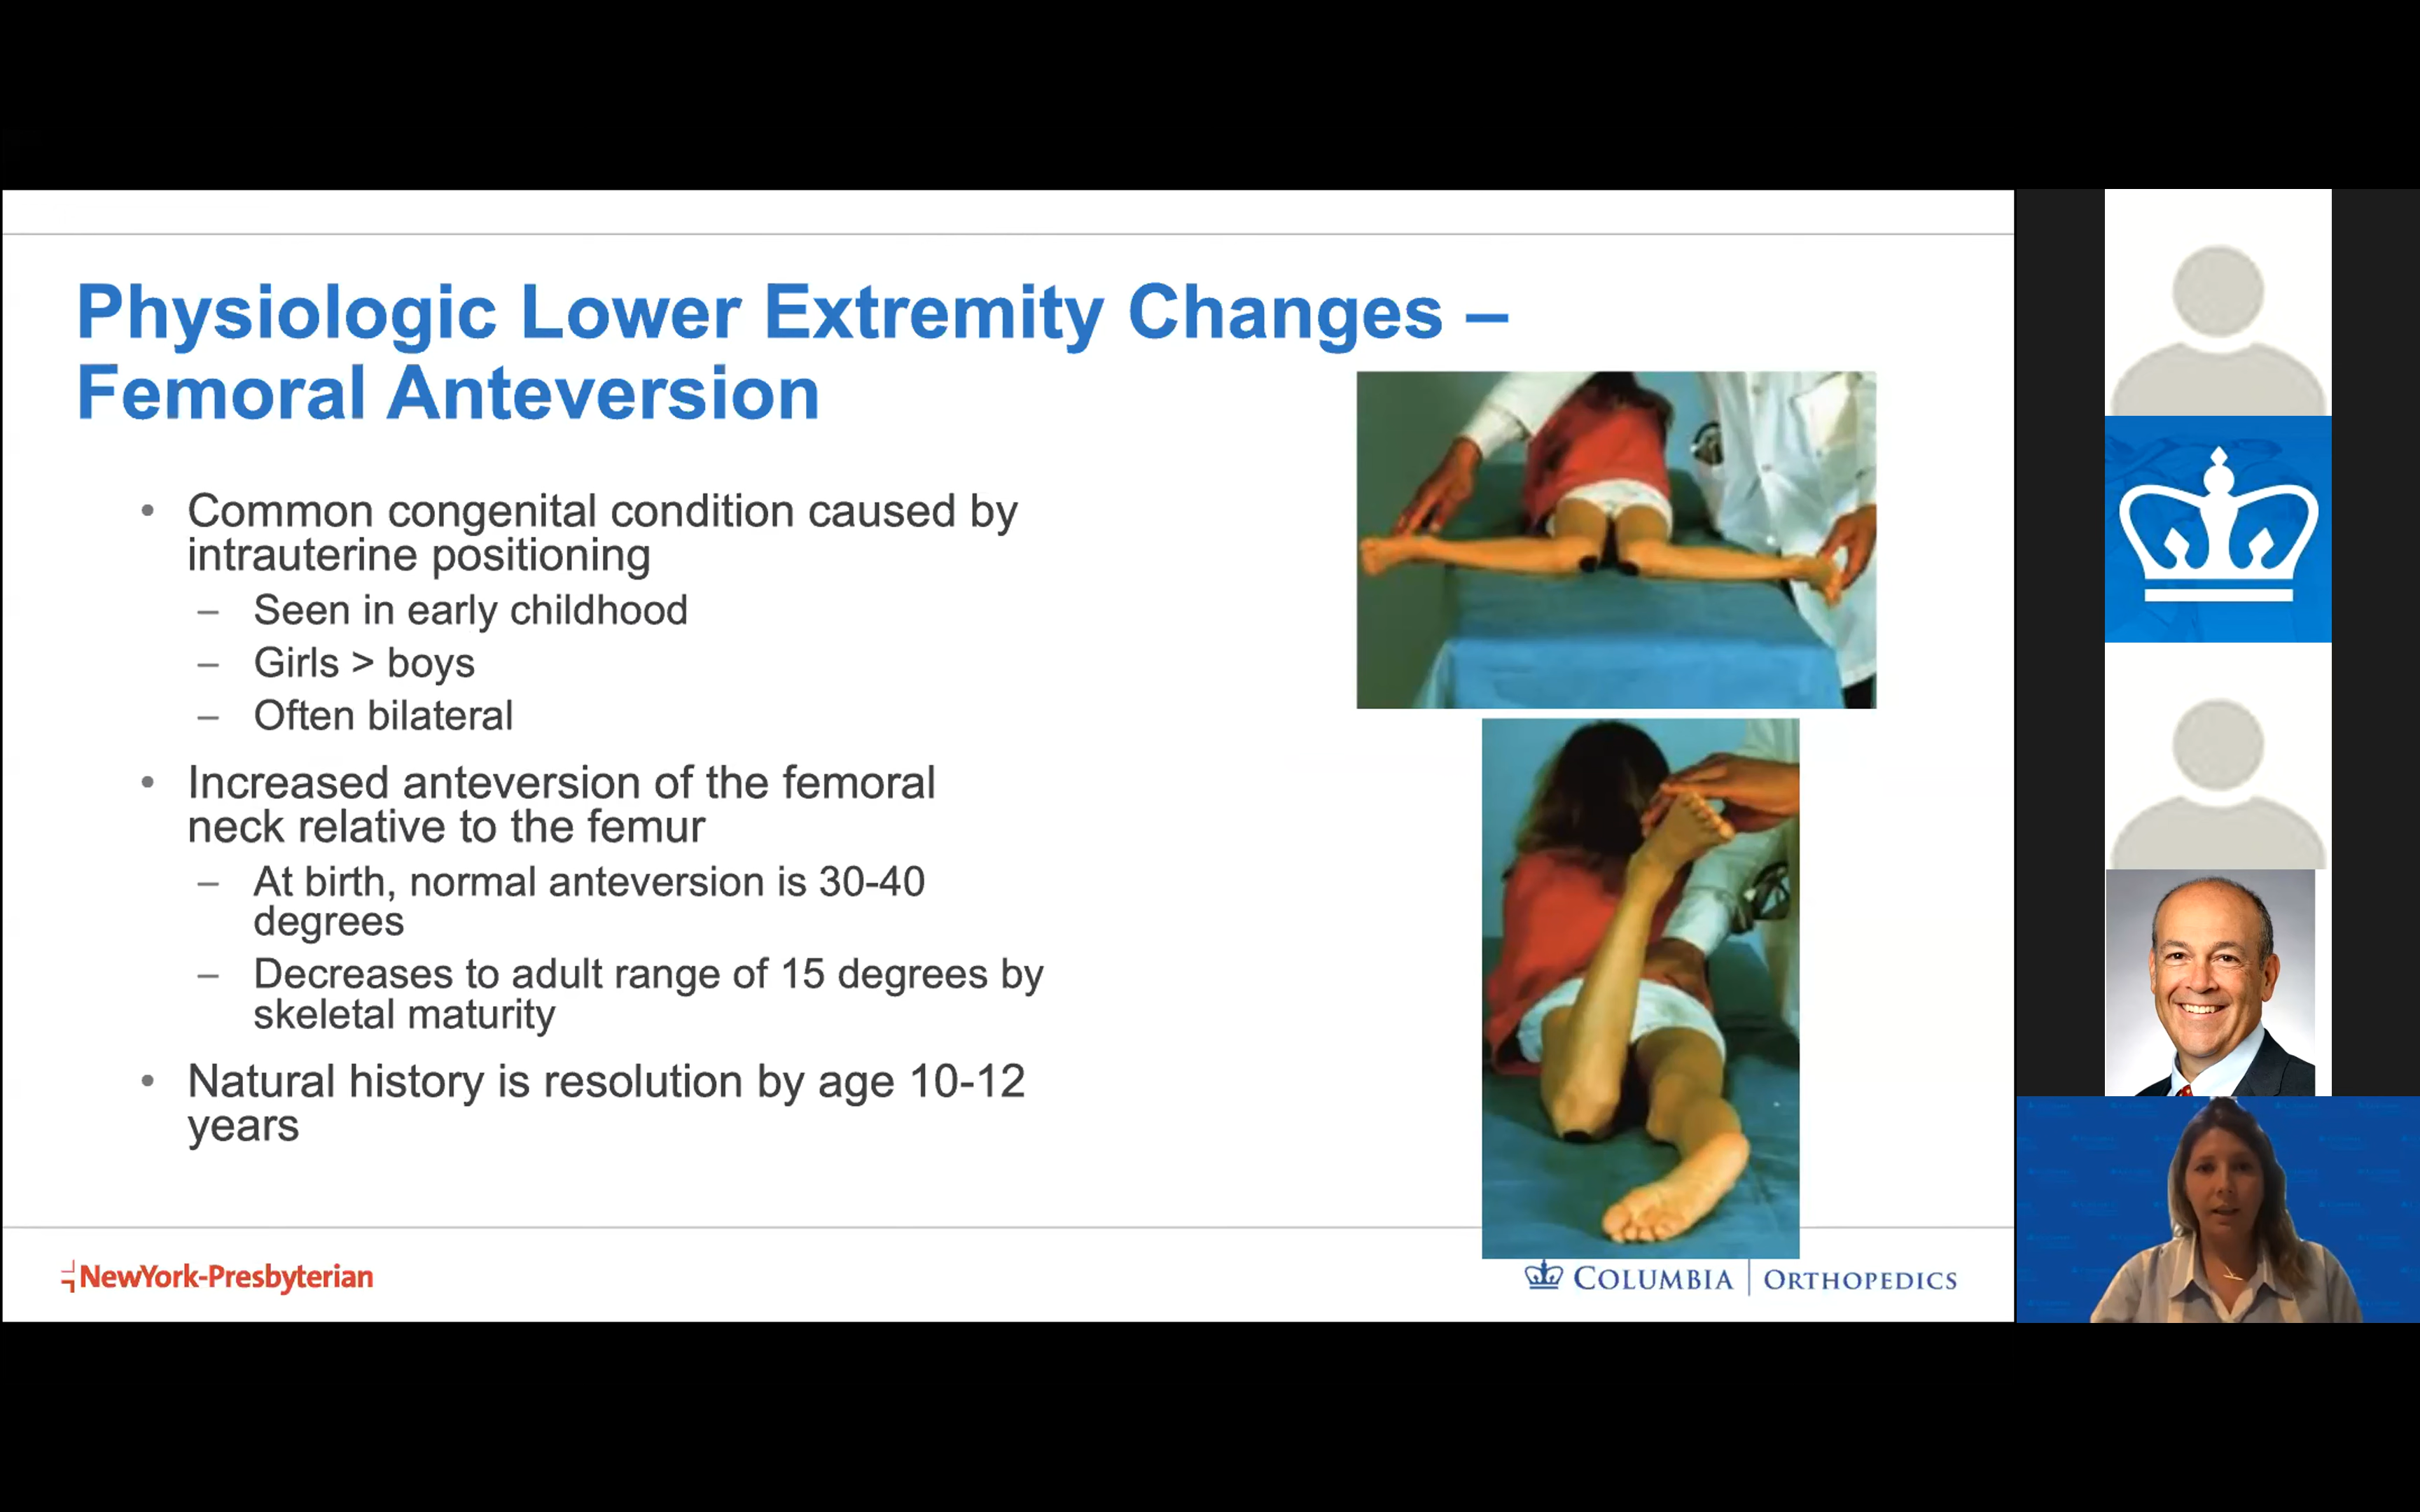 Physiologic Lower Extremity Changes –
Femoral Anteversion
• Common congenital condition caused by
intrauterine positioning
– Seen in early childhood
– Girls > boys
– Often bilateral
• Increased anteversion of the femoral
neck relative to the femur
– At birth, normal anteversion is 30-40
degrees
– Decreases to adult range of 15 degrees by
skeletal maturity
• Natural history is resolution by age 10-12
years
NewYork-Presbyterian
COLUMBIA | ORTHOPEDICS